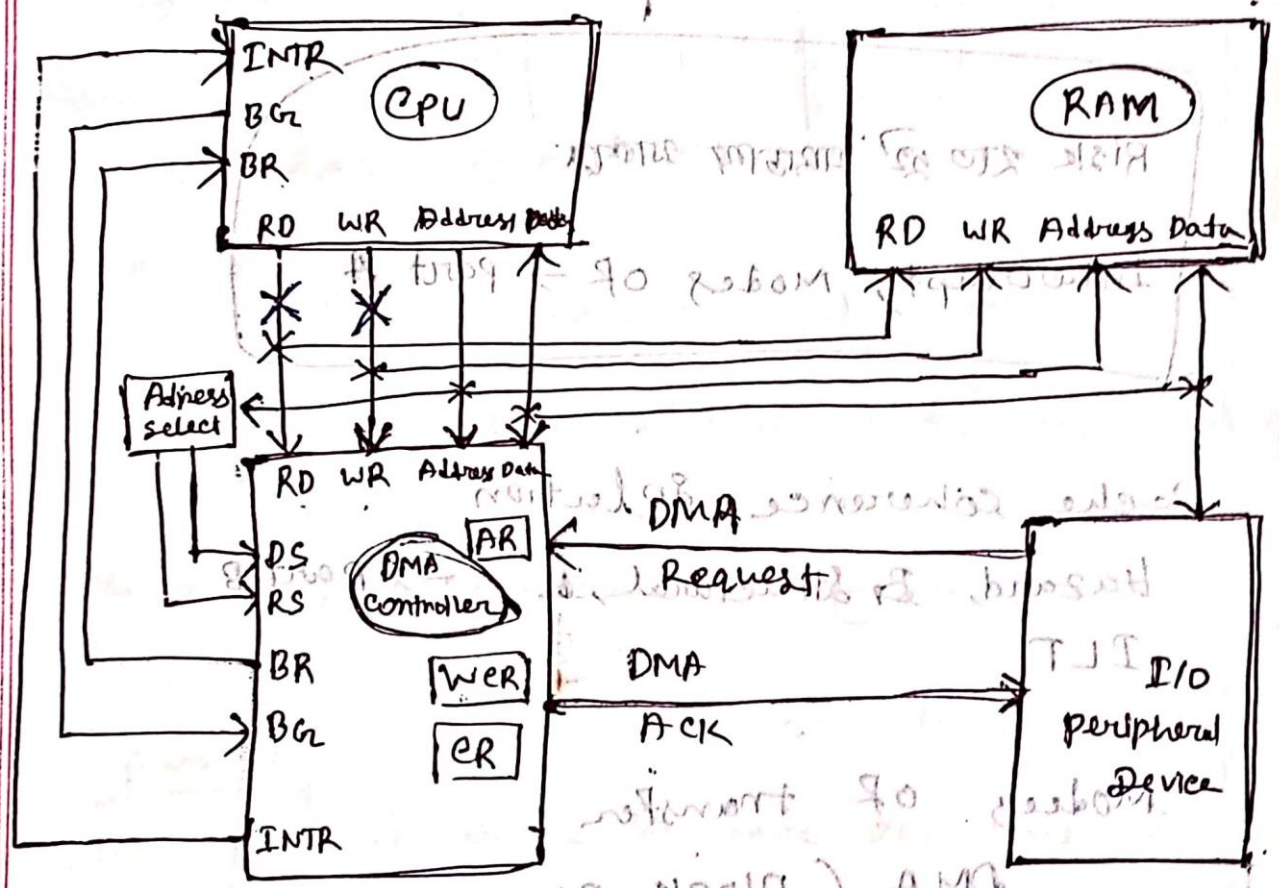 INTR
BG
BR
CPU
RD WR Address Data
RAM
RD WR Address Data
Adress
select
RD WR Address Data
DS
RS
BR
BG
INTR
AR
DMA
Controller
WCR
CR
DMA
Request
DMA
ACK
I/O
Peripheral
Device